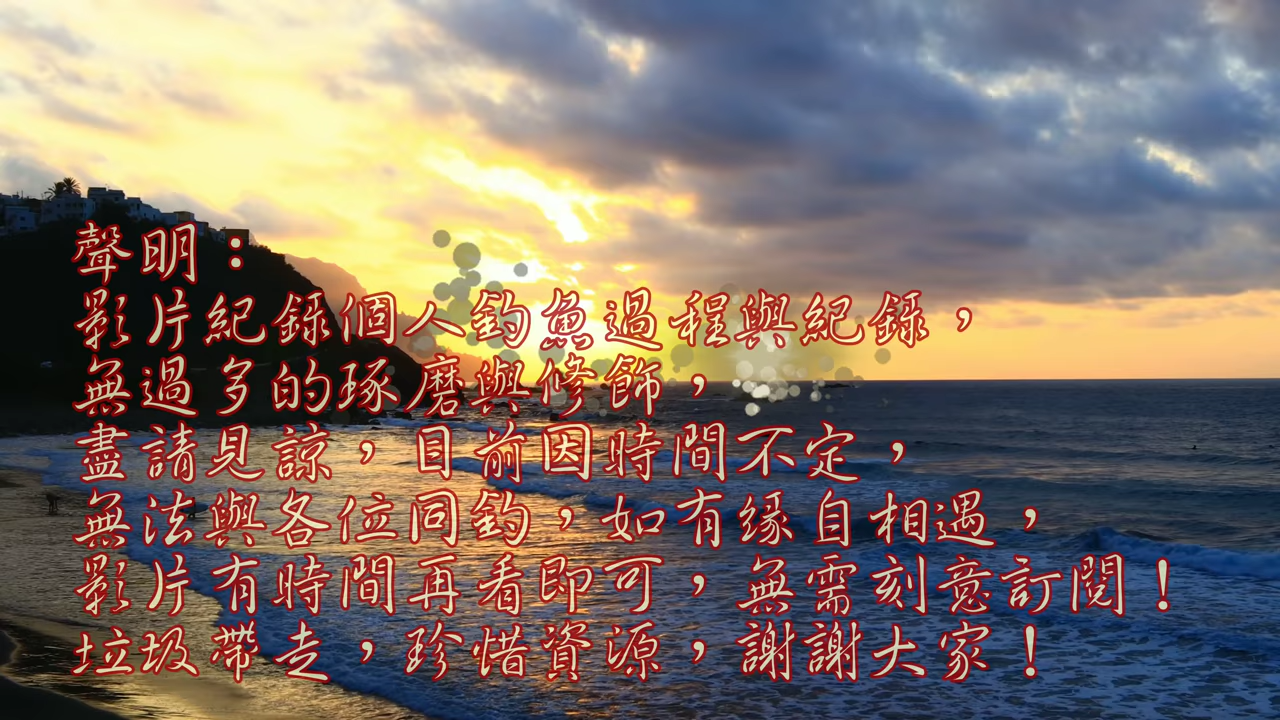 聲明：
影片紀錄個人釣魚過程與紀錄，
無過多的琢磨與修飾，
盡請見諒，目前因時間不定，
無法與各位同釣，如有緣自相遇，
影片有時間再看即可，無需刻意訂閱！
垃圾帶走，珍惜資源，謝謝大家！